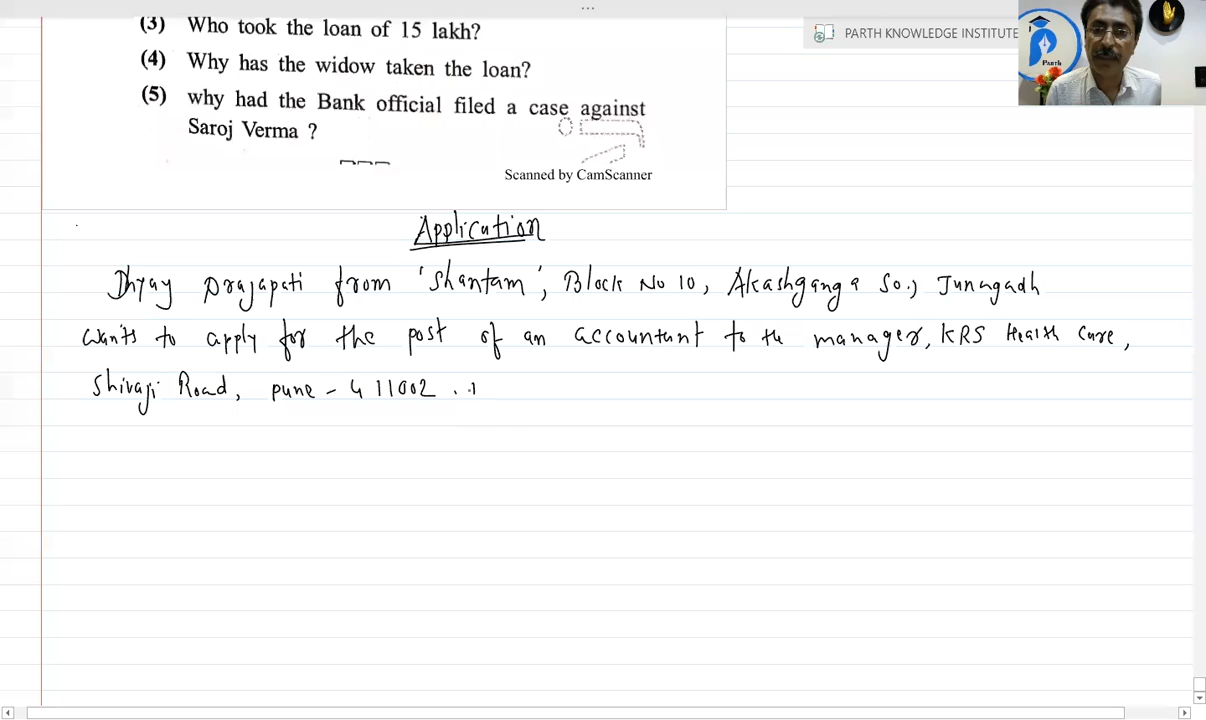 (3) Who took the loan of 15 lakh?
PARTH KNOWLEDGE INSTITUTE
Parth
(4) Why has the widow taken the loan?
(5) why had the Bank official filed a case against
Saroj Verma ?
Scanned by CamScanner
Application
Dhyay prajapati from 'Shantam', Block No 10, Akashganga So., Junagadh
wants to apply for the post of an accountant to the manager, KRS Health Care,
Shivaji Road, pune - 411002 .